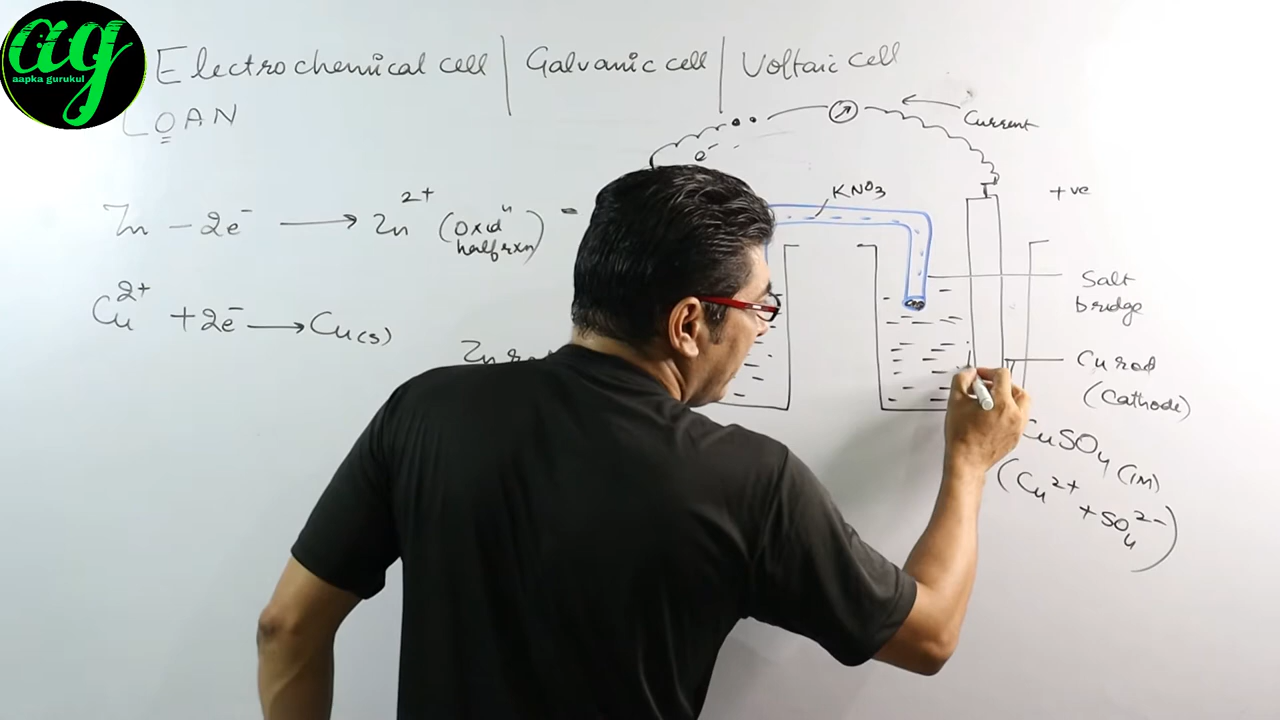 ag
aapka gurukul
Electrochemical cell | Galvanic cell | Voltaic cell
LOAN
Current
e⁻
KNO₃
+ve
Zn - 2e⁻ ⟶ Zn²⁺ (Oxidⁿ
half rxn)
Salt
bridge
Cu²⁺ + 2e⁻ ⟶ Cu(s)
Cu rod
(Cathode)
CuSO₄ (1M)
(Cu²⁺
+ SO₄²⁻)